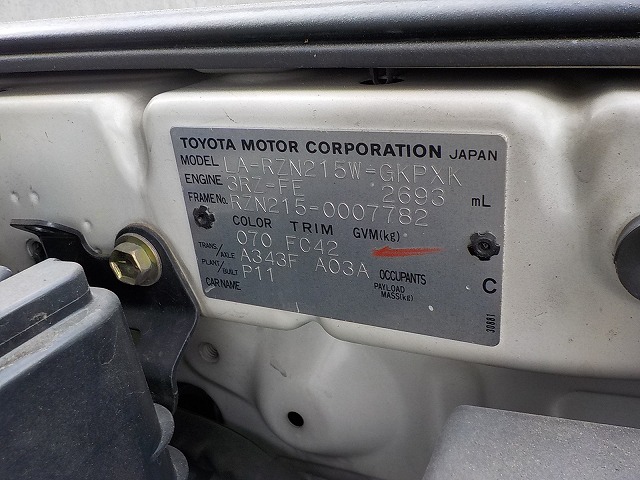 TOYOTA MOTOR CORPORATION JAPAN
MODEL LA-RZN215W-GKPXK
ENGINE 3RZ-FE 2693 mL
FRAME No. RZN215-0007782
COLOR TRIM GVM(kg)
070 FC42
TRANS/AXLE A343F A03A
PLANT/BUILT P11 OCCUPANTS
CAR NAME PAYLOAD MASS(kg) C
30881